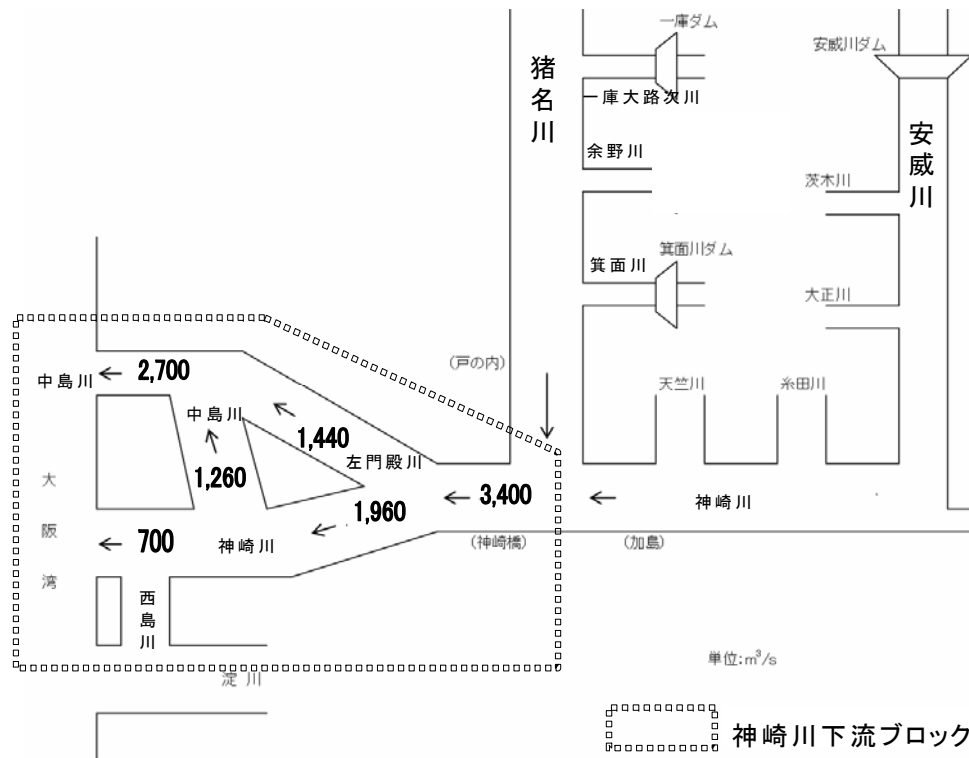 一庫ダム
安威川ダム
猪名川
一庫大路次川
安威川
余野川
茨木川
箕面川ダム
箕面川
大正川
(戸の内)
2,700
中島川
天竺川
糸田川
中島川
1,440
左門殿川
1,260
3,400
神崎川
1,960
大阪湾
700
神崎川
(神崎橋)
(加島)
西島川
単位:m³/s
淀川
神崎川下流ブロック